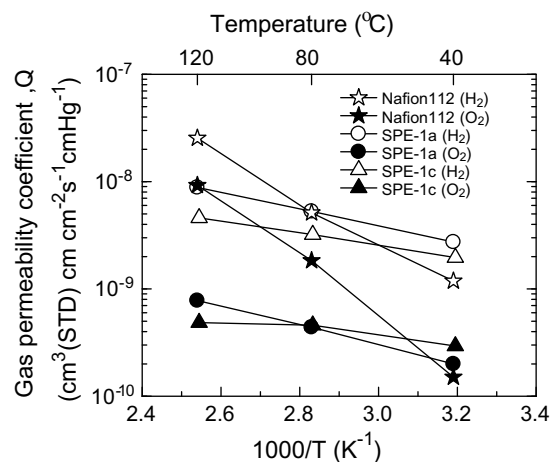 Temperature (°C)
120 80 40
Gas permeability coefficient ,Q
(cm³(STD) cm cm⁻²s⁻¹cmHg⁻¹)
10⁻⁷
10⁻⁸
10⁻⁹
10⁻¹⁰
Nafion112 (H₂)
Nafion112 (O₂)
SPE-1a (H₂)
SPE-1a (O₂)
SPE-1c (H₂)
SPE-1c (O₂)
2.4 2.6 2.8 3.0 3.2 3.4
1000/T (K⁻¹)